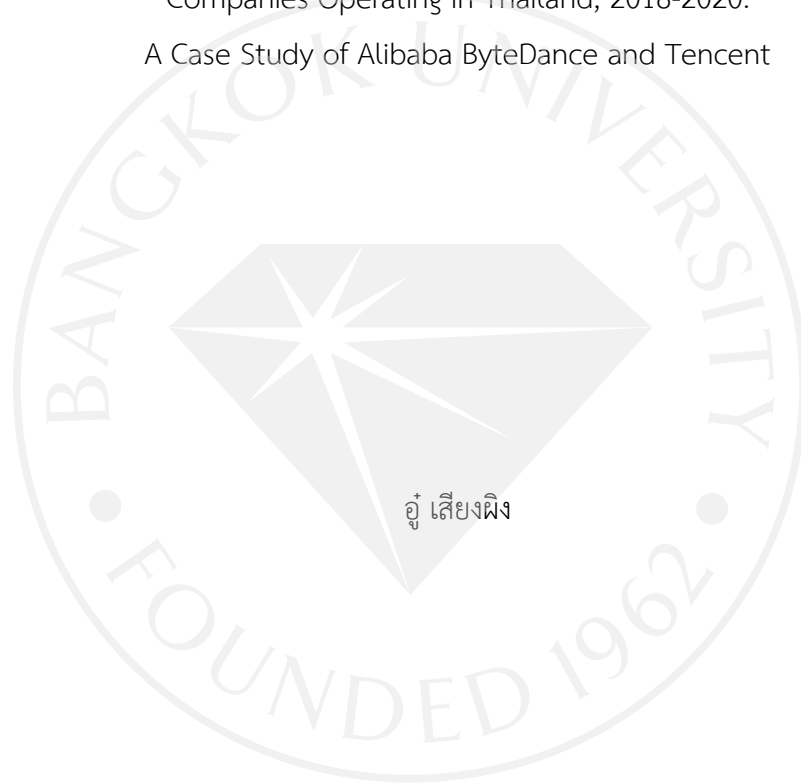 Companies Operating in Thailand, 2018-2020:
A Case Study of Alibaba ByteDance and Tencent
BANGKOK UNIVERSITY
อู๋ เสียงผิง
FOUNDED 1962